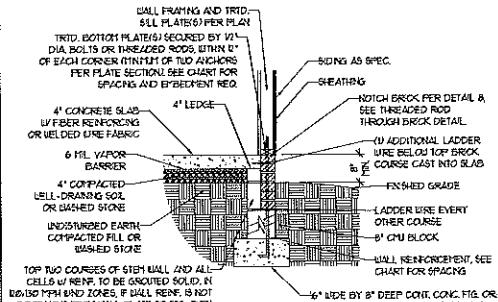 WALL FRAMING AND TRTD.
SILL PLATE(S) PER PLAN
TRTD. BOTTOM PLATE(S) SECURED BY 1/2"
DIA. BOLTS OR THREADED RODS, WITHIN 12"
OF EACH CORNER (MINIMUM OF TWO ANCHORS
PER PLATE SECTION). SEE CHART FOR
SPACING AND EMBEDMENT REQ.
4" LEDGE
4" CONCRETE SLAB
W/ FIBER REINFORCING
OR WELDED WIRE FABRIC
6 MIL VAPOR
BARRIER
4" COMPACTED
WELL-DRAINING SOIL
OR WASHED STONE
UNDISTURBED EARTH,
COMPACTED FILL OR
WASHED STONE
TOP TWO COURSES OF STEM WALL AND ALL
CELLS W/ REINF. TO BE GROUTED SOLID. IN
120/130 MPH WIND ZONES, IF WALL REINF. IS NOT
SIDING AS SPEC.
SHEATHING
NOTCH BRICK PER DETAIL &
SEE THREADED ROD
THROUGH BRICK DETAIL
(1) ADDITIONAL LADDER
WIRE BELOW TOP BRICK
COURSE CAST INTO SLAB
8"
MIN.
FINISHED GRADE
LADDER WIRE EVERY
OTHER COURSE
8" CMU BLOCK
WALL REINFORCEMENT, SEE
CHART FOR SPACING
16" WIDE BY 8" DEEP CONT. CONC. FTG. OR